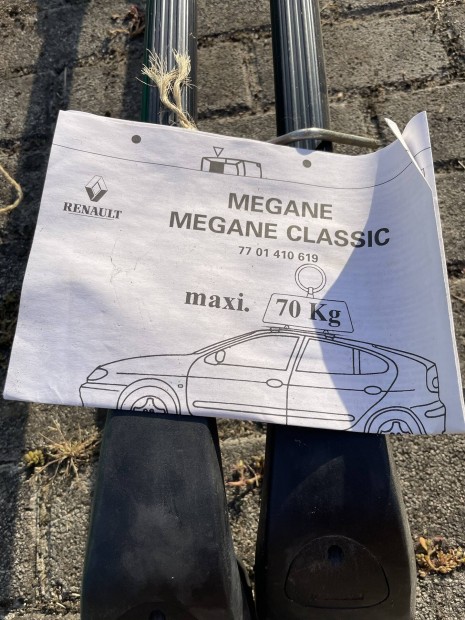 RENAULT
MEGANE
MEGANE CLASSIC
77 01 410 619
maxi.
70 Kg